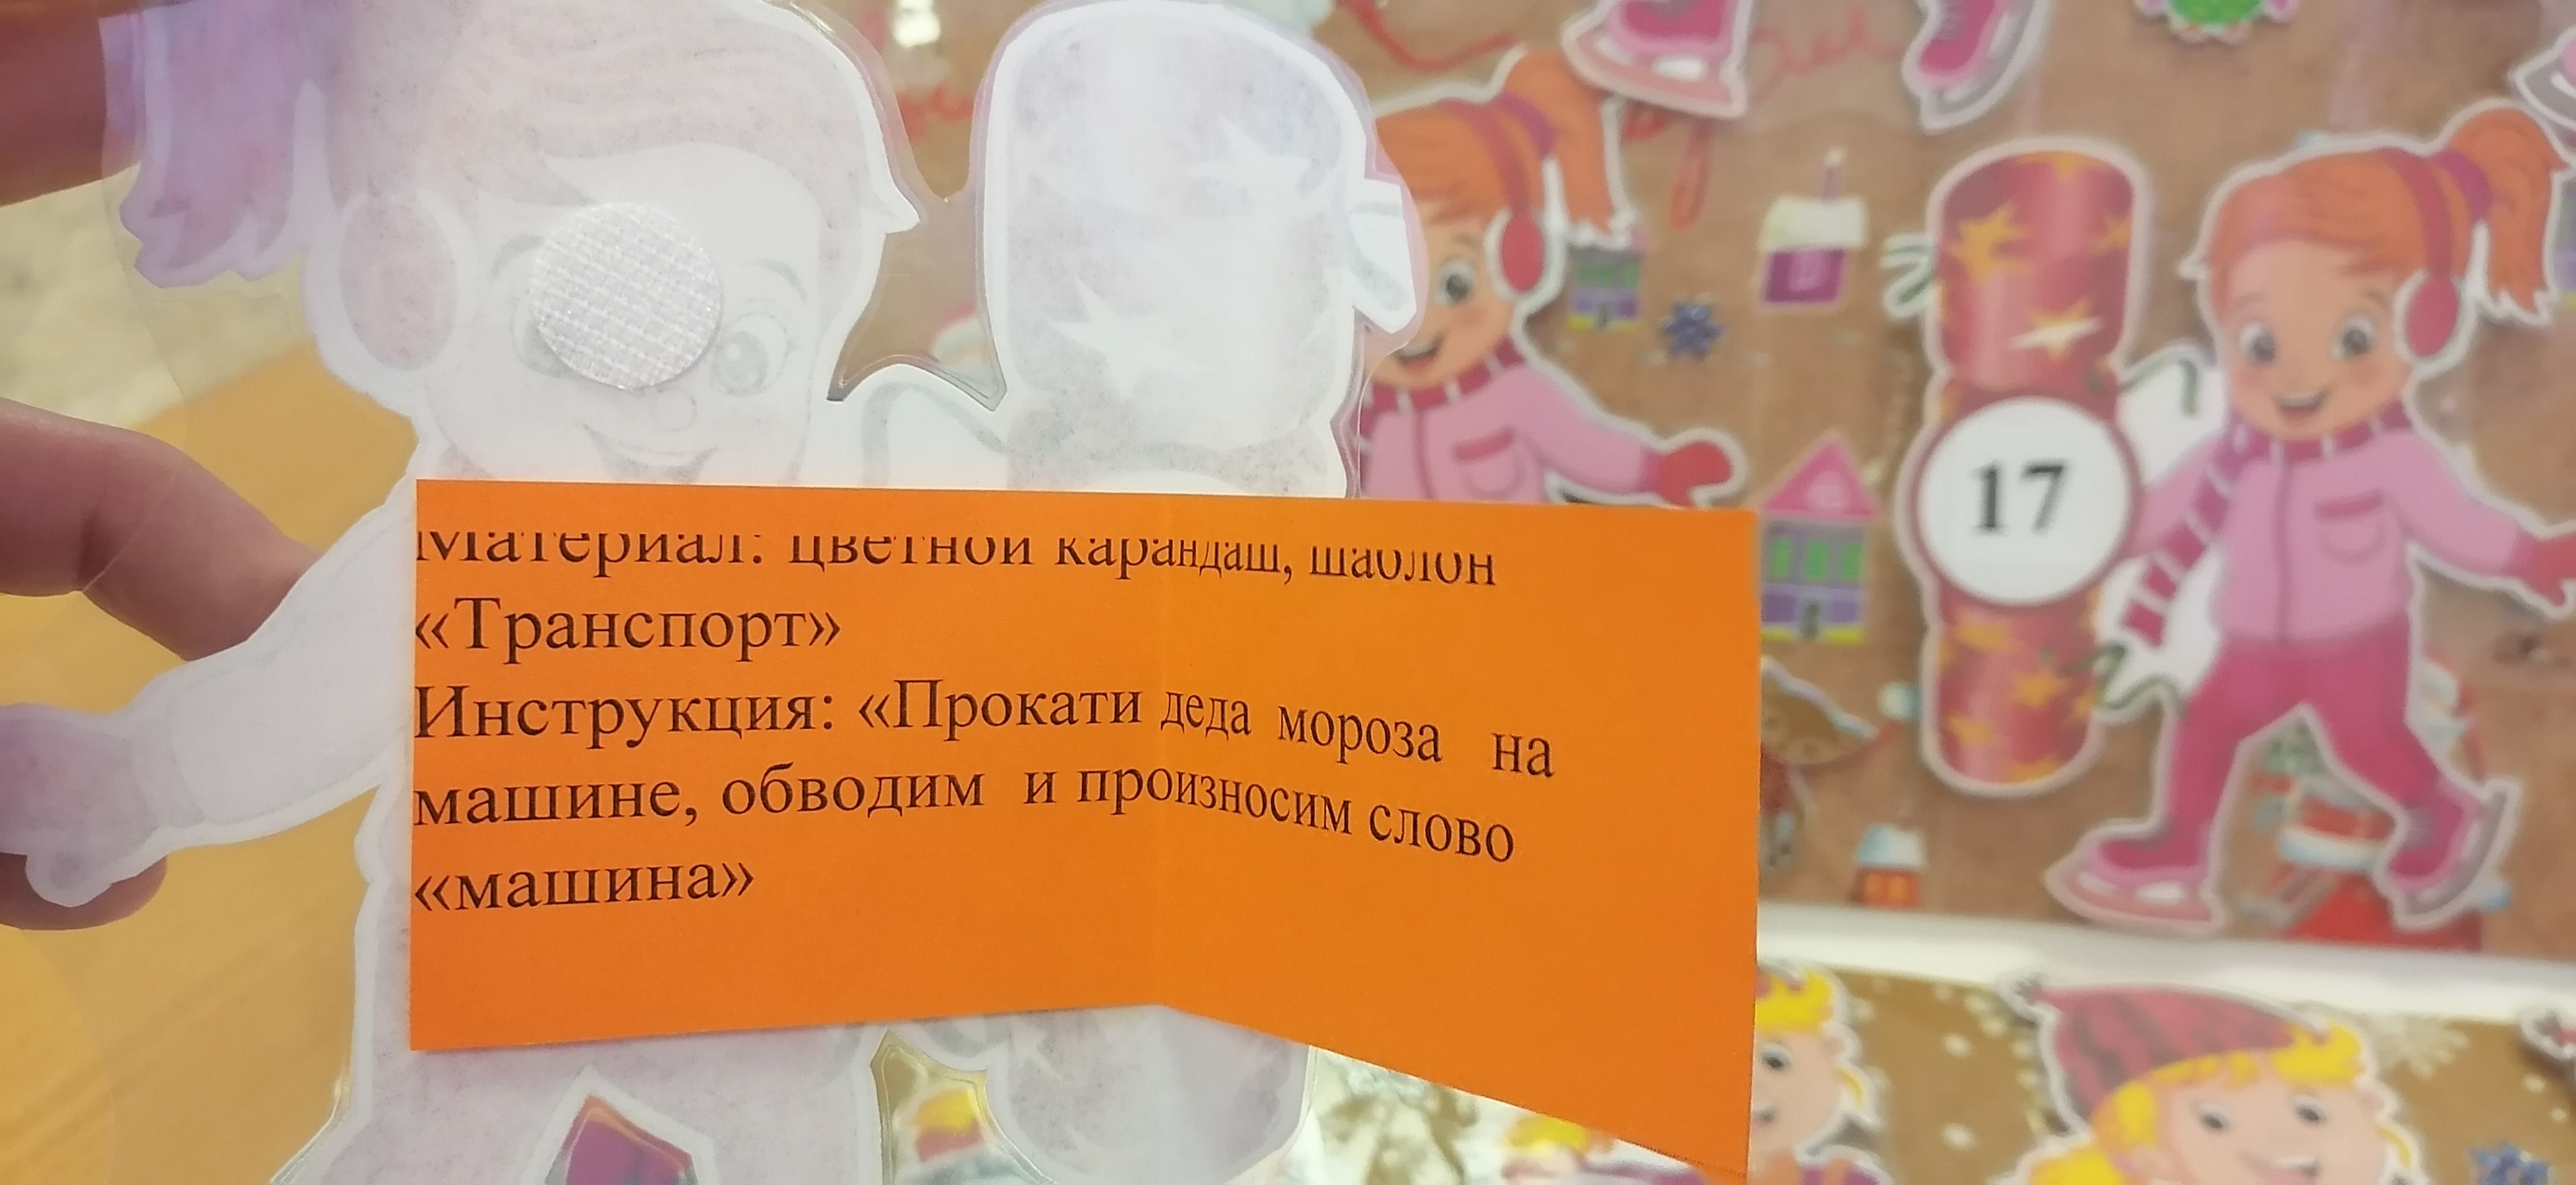 Материал: цветной карандаш, шаблон
«Транспорт»
Инструкция: «Прокати деда мороза на
машине, обводим и произносим слово
«машина»
17